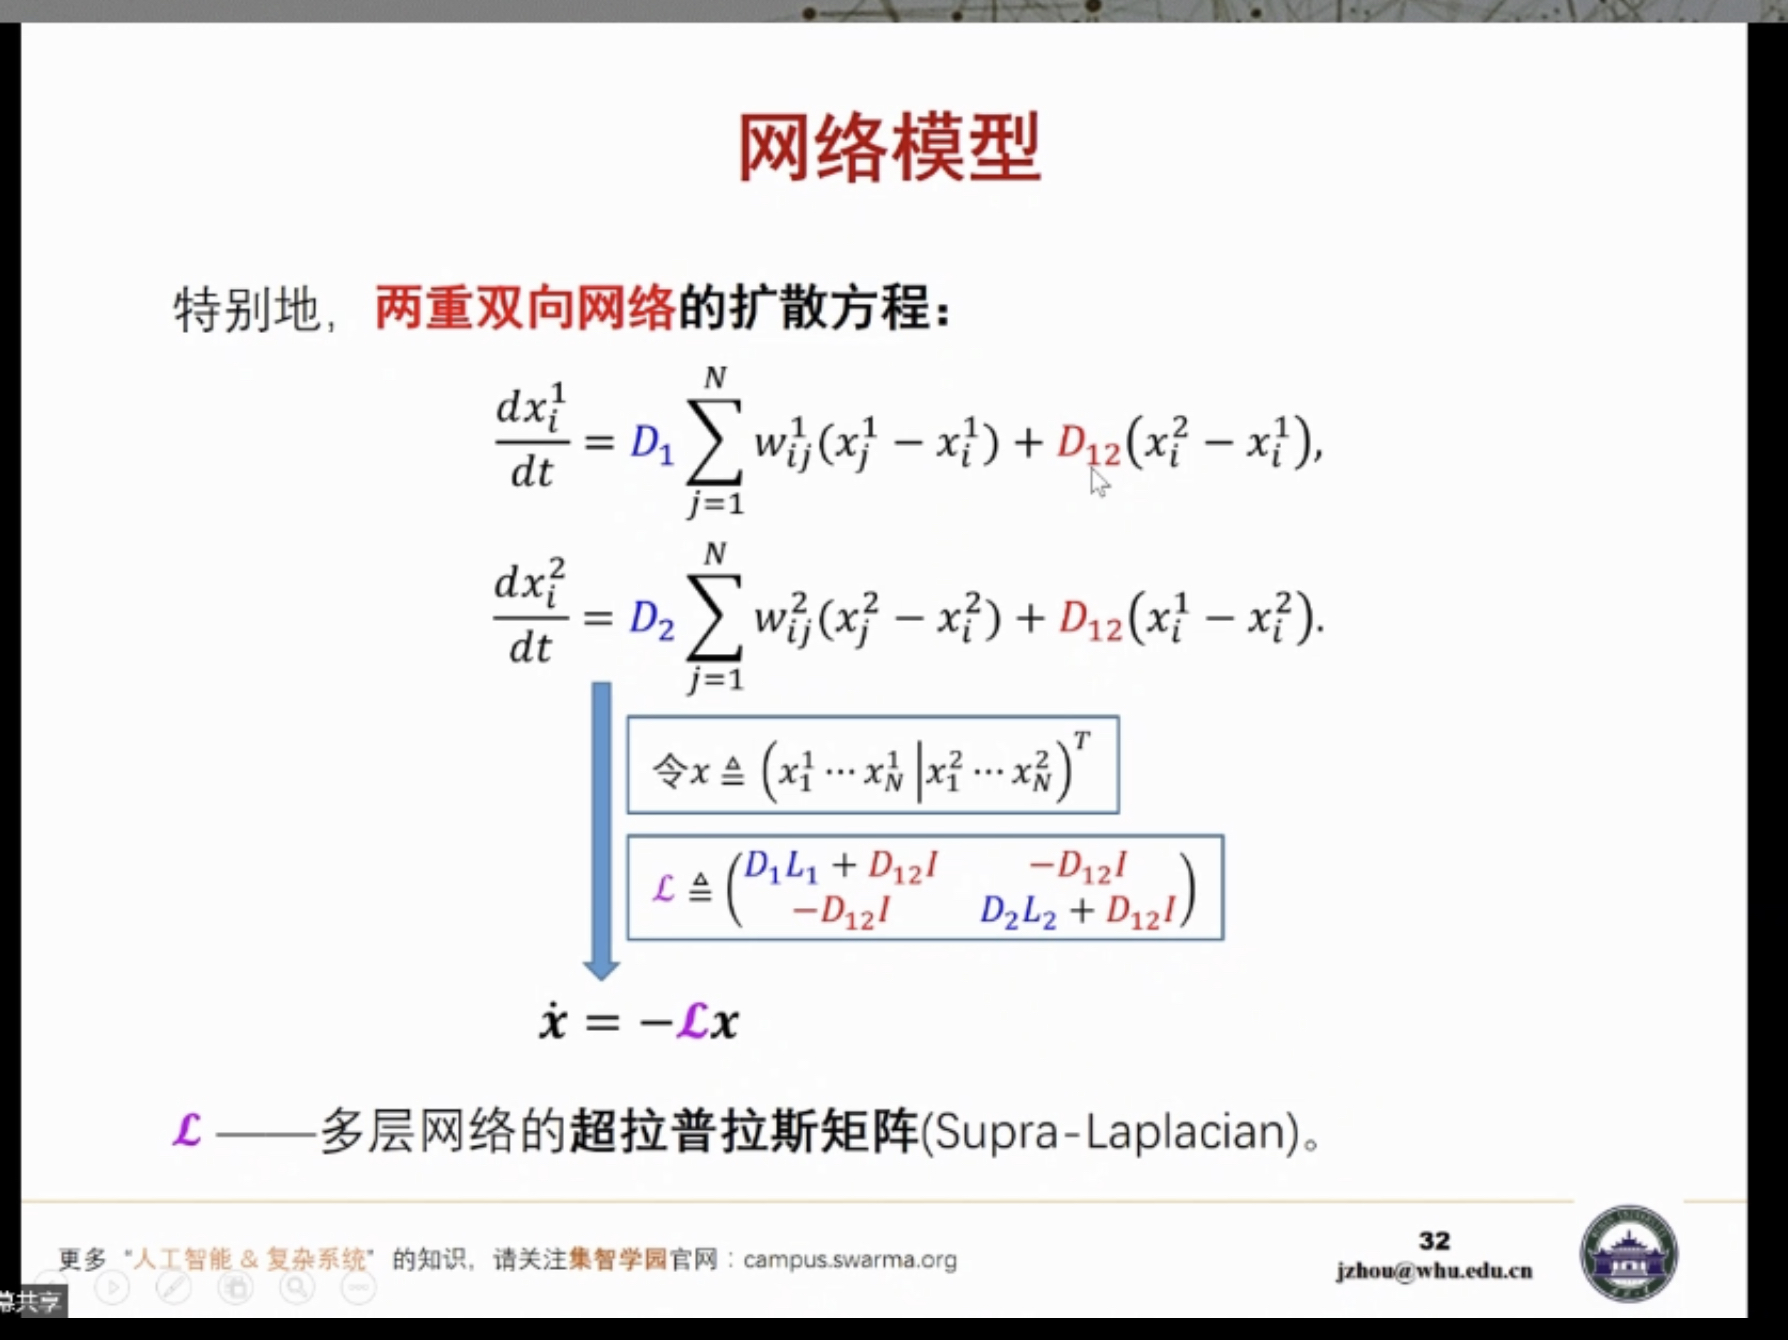 网络模型
特别地，两重双向网络的扩散方程：
$\frac{dx_i^1}{dt} = D_1 \sum_{j=1}^{N} w_{ij}^1 (x_j^1 - x_i^1) + D_{12}(x_i^2 - x_i^1),$
$\frac{dx_i^2}{dt} = D_2 \sum_{j=1}^{N} w_{ij}^2 (x_j^2 - x_i^2) + D_{12}(x_i^1 - x_i^2).$
令$x \triangleq \left(x_1^1 \cdots x_N^1 \middle| x_1^2 \cdots x_N^2\right)^T$
$\mathcal{L} \triangleq \begin{pmatrix} D_1L_1 + D_{12}I & -D_{12}I \\ -D_{12}I & D_2L_2 + D_{12}I \end{pmatrix}$
$\dot{x} = -\mathcal{L}x$
$\mathcal{L}$ ——多层网络的超拉普拉斯矩阵(Supra-Laplacian)。
更多 “人工智能 & 复杂系统” 的知识，请关注集智学园官网：campus.swarma.org
32
jzhou@whu.edu.cn
幕共享